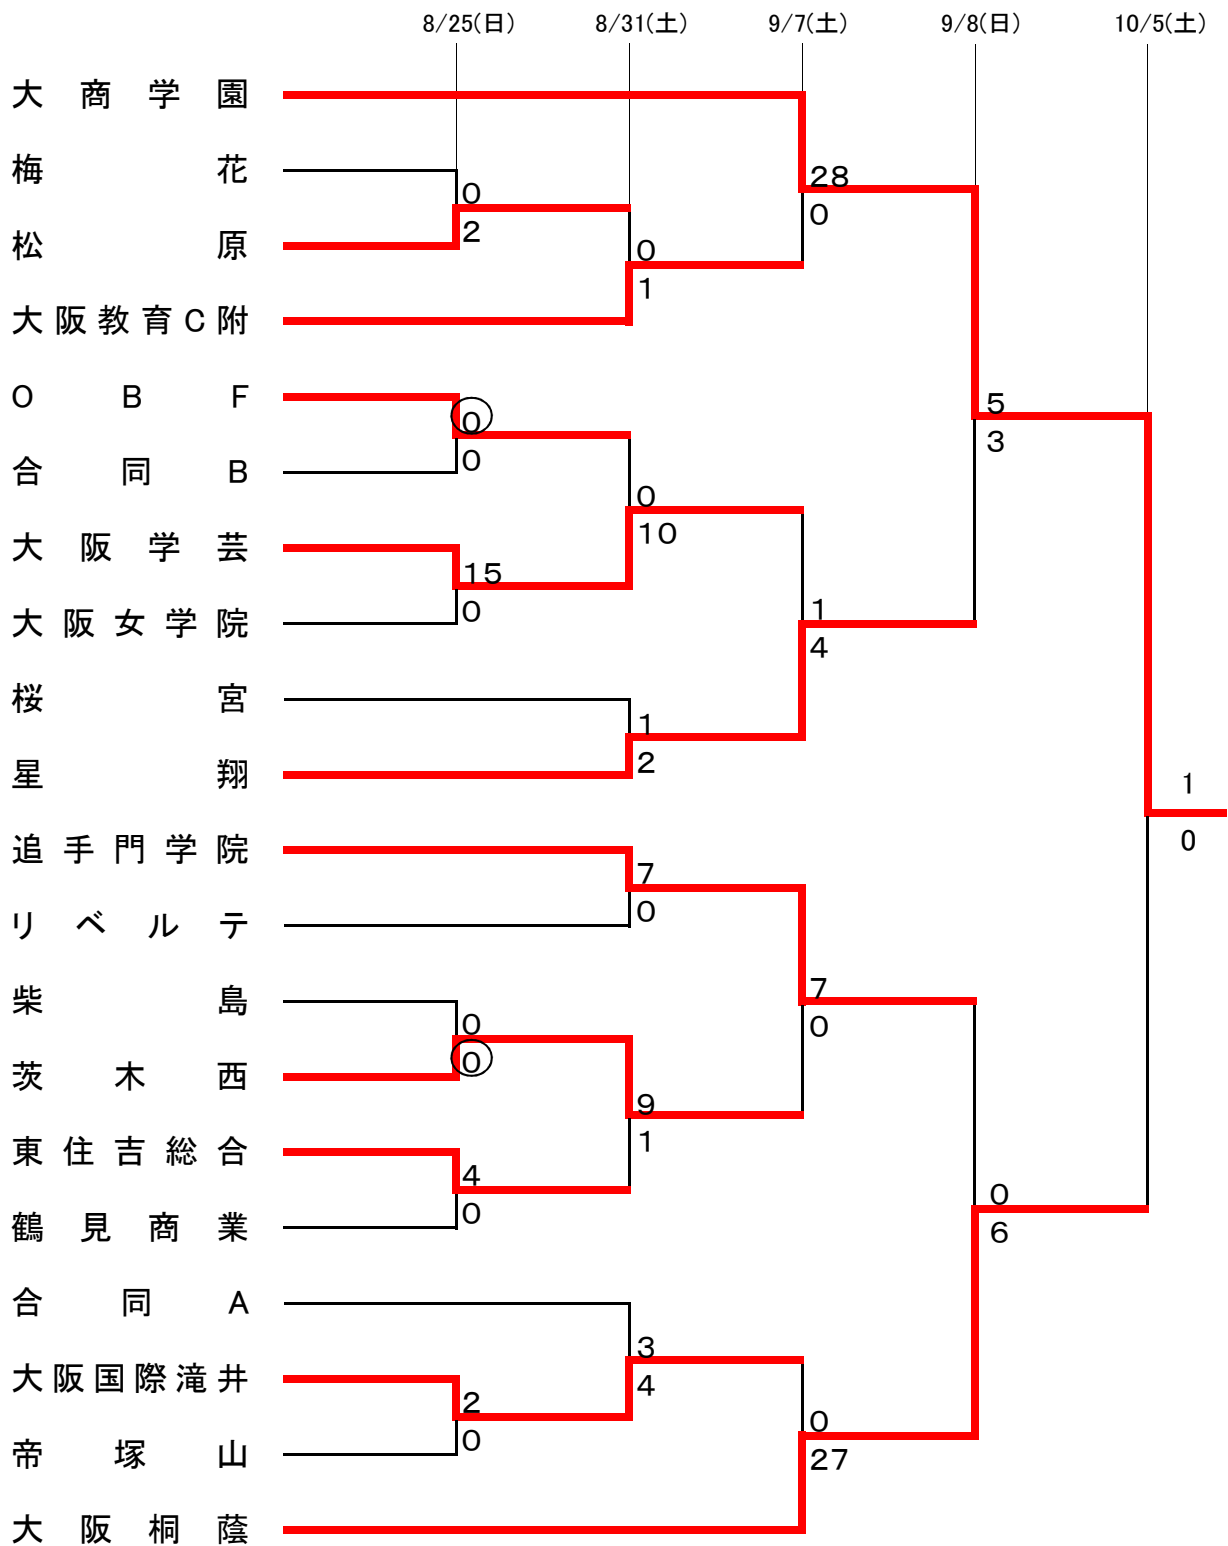 8/25(日) 8/31(土) 9/7(土) 9/8(日) 10/5(土)
大商学園
梅花
28
0
0
2
松原
0
1
大阪教育C附
OBF
0
0
5
3
合同B
0
10
大阪学芸
15
0
大阪女学院
1
4
桜宮
1
2
星翔
1
0
追手門学院
7
0
リベルテ
7
0
柴島
0
0
茨木西
9
1
東住吉総合
4
0
鶴見商業
0
6
合同A
3
4
大阪国際滝井
2
0
帝塚山
0
27
大阪桐蔭